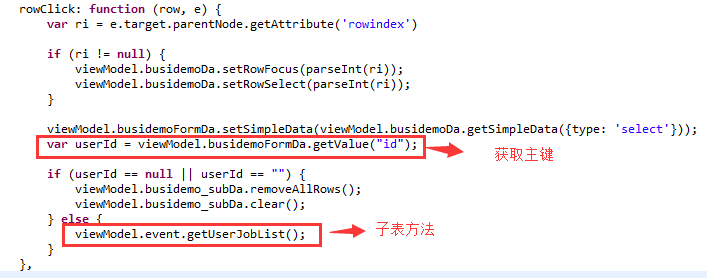 rowClick: function (row, e) {
var ri = e.target.parentNode.getAttribute('rowindex')
if (ri != null) {
viewModel.busidemoDa.setRowFocus(parseInt(ri));
viewModel.busidemoDa.setRowSelect(parseInt(ri));
}
viewModel.busidemoFormDa.setSimpleData(viewModel.busidemoDa.getSimpleData({type: 'select'}));
var userId = viewModel.busidemoFormDa.getValue("id");
获取主键
if (userId == null || userId == "") {
viewModel.busidemo_subDa.removeAllRows();
viewModel.busidemo_subDa.clear();
} else {
viewModel.event.getUserJobList();
子表方法
}
},